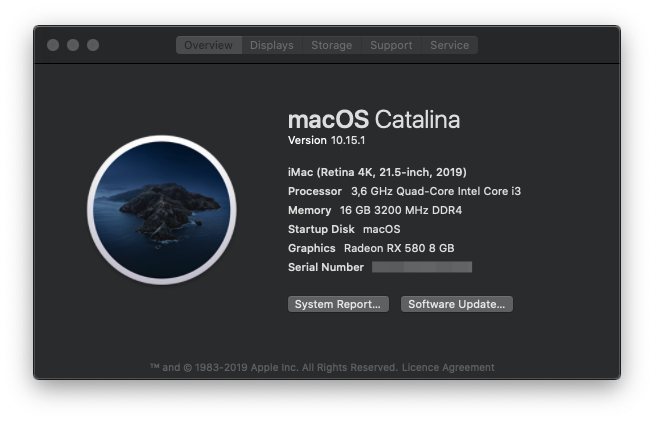 Overview Displays Storage Support Service
macOS Catalina
Version 10.15.1
iMac (Retina 4K, 21.5-inch, 2019)
Processor 3,6 GHz Quad-Core Intel Core i3
Memory 16 GB 3200 MHz DDR4
Startup Disk macOS
Graphics Radeon RX 580 8 GB
Serial Number
System Report... Software Update...
™ and © 1983-2019 Apple Inc. All Rights Reserved. Licence Agreement